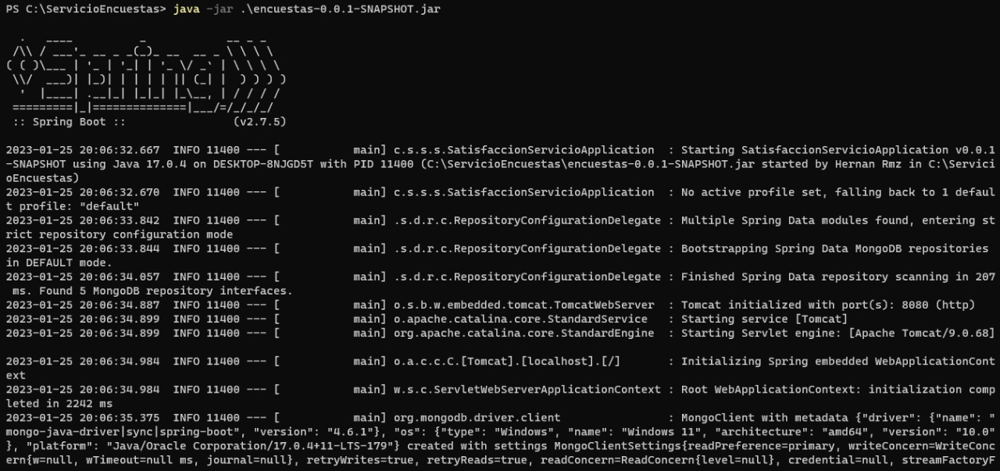 PS C:\ServicioEncuestas> java -jar .\encuestas-0.0.1-SNAPSHOT.jar
  .   ____          _            __ _ _
 /\\ / ___'_ __ _ _(_)_ __  __ _ \ \ \ \
( ( )\___ | '_ | '_| | '_ \/ _` | \ \ \ \
 \\/  ___)| |_)| | | | | || (_| |  ) ) ) )
  '  |____| .__|_| |_|_| |_\__, | / / / /
 =========|_|==============|___/=/_/_/_/
 :: Spring Boot ::                (v2.7.5)
2023-01-25 20:06:32.667  INFO 11400 --- [           main] c.s.s.s.SatisfaccionServicioApplication  : Starting SatisfaccionServicioApplication v0.0.1
-SNAPSHOT using Java 17.0.4 on DESKTOP-8NJGD5T with PID 11400 (C:\ServicioEncuestas\encuestas-0.0.1-SNAPSHOT.jar started by Hernan Rmz in C:\Servici
oEncuestas)
2023-01-25 20:06:32.670  INFO 11400 --- [           main] c.s.s.s.SatisfaccionServicioApplication  : No active profile set, falling back to 1 defaul
t profile: "default"
2023-01-25 20:06:33.842  INFO 11400 --- [           main] .s.d.r.c.RepositoryConfigurationDelegate : Multiple Spring Data modules found, entering st
rict repository configuration mode
2023-01-25 20:06:33.844  INFO 11400 --- [           main] .s.d.r.c.RepositoryConfigurationDelegate : Bootstrapping Spring Data MongoDB repositories
in DEFAULT mode.
2023-01-25 20:06:34.057  INFO 11400 --- [           main] .s.d.r.c.RepositoryConfigurationDelegate : Finished Spring Data repository scanning in 207
 ms. Found 5 MongoDB repository interfaces.
2023-01-25 20:06:34.887  INFO 11400 --- [           main] o.s.b.w.embedded.tomcat.TomcatWebServer  : Tomcat initialized with port(s): 8080 (http)
2023-01-25 20:06:34.899  INFO 11400 --- [           main] o.apache.catalina.core.StandardService   : Starting service [Tomcat]
2023-01-25 20:06:34.899  INFO 11400 --- [           main] org.apache.catalina.core.StandardEngine  : Starting Servlet engine: [Apache Tomcat/9.0.68]
2023-01-25 20:06:34.984  INFO 11400 --- [           main] o.a.c.c.C.[Tomcat].[localhost].[/]       : Initializing Spring embedded WebApplicationCont
ext
2023-01-25 20:06:34.984  INFO 11400 --- [           main] w.s.c.ServletWebServerApplicationContext : Root WebApplicationContext: initialization comp
leted in 2242 ms
2023-01-25 20:06:35.375  INFO 11400 --- [           main] org.mongodb.driver.client                : MongoClient with metadata {"driver": {"name": "
mongo-java-driver|sync|spring-boot", "version": "4.6.1"}, "os": {"type": "Windows", "name": "Windows 11", "architecture": "amd64", "version": "10.0"
}, "platform": "Java/Oracle Corporation/17.0.4+11-LTS-179"} created with settings MongoClientSettings{readPreference=primary, writeConcern=WriteConc
ern{w=null, wTimeout=null ms, journal=null}, retryWrites=true, retryReads=true, readConcern=ReadConcern{level=null}, credential=null, streamFactoryF